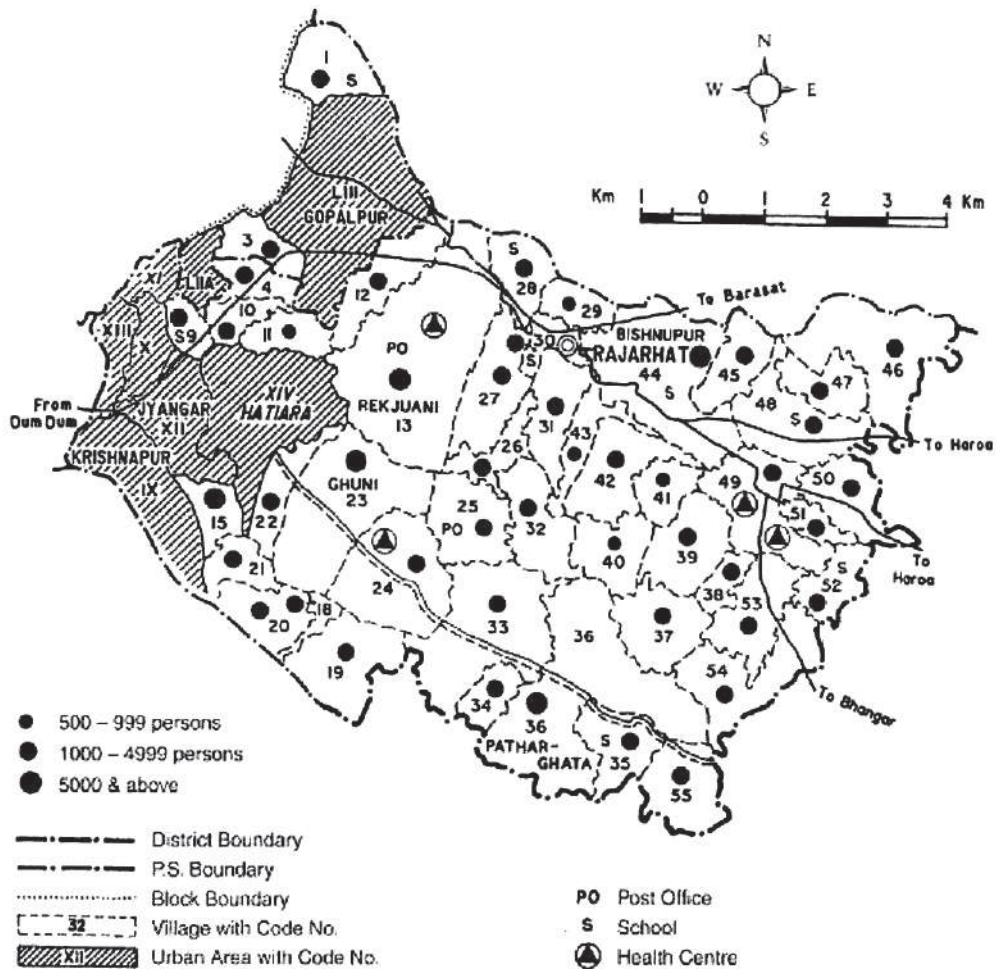 N
W E
S
Km 1 0 1 2 3 4 Km
1
S
LIII
GOPALPUR
3
4
XI
LIIA
XIII
X
S9
10
11
12
S
28
29
To Barasat
30
S
BISHNUPUR
RAJARHAT
44
S
45
46
47
48
S
To Haroa
PO
REKJUANI
13
27
26
31
43
42
41
49
50
51
To
Haroa
From
Dum Dum
JYANGAR
XII
XIV
HATIARA
KRISHNAPUR
IX
15
22
GHUNI
23
25
PO
32
40
39
38
53
S
52
21
20
18
24
33
36
37
19
34
36
PATHAR-
GHATA
S
35
54
55
To Bhangar
500 – 999 persons
1000 – 4999 persons
5000 & above
District Boundary
P.S. Boundary
Block Boundary
32 Village with Code No.
XII Urban Area with Code No.
PO Post Office
S School
Health Centre